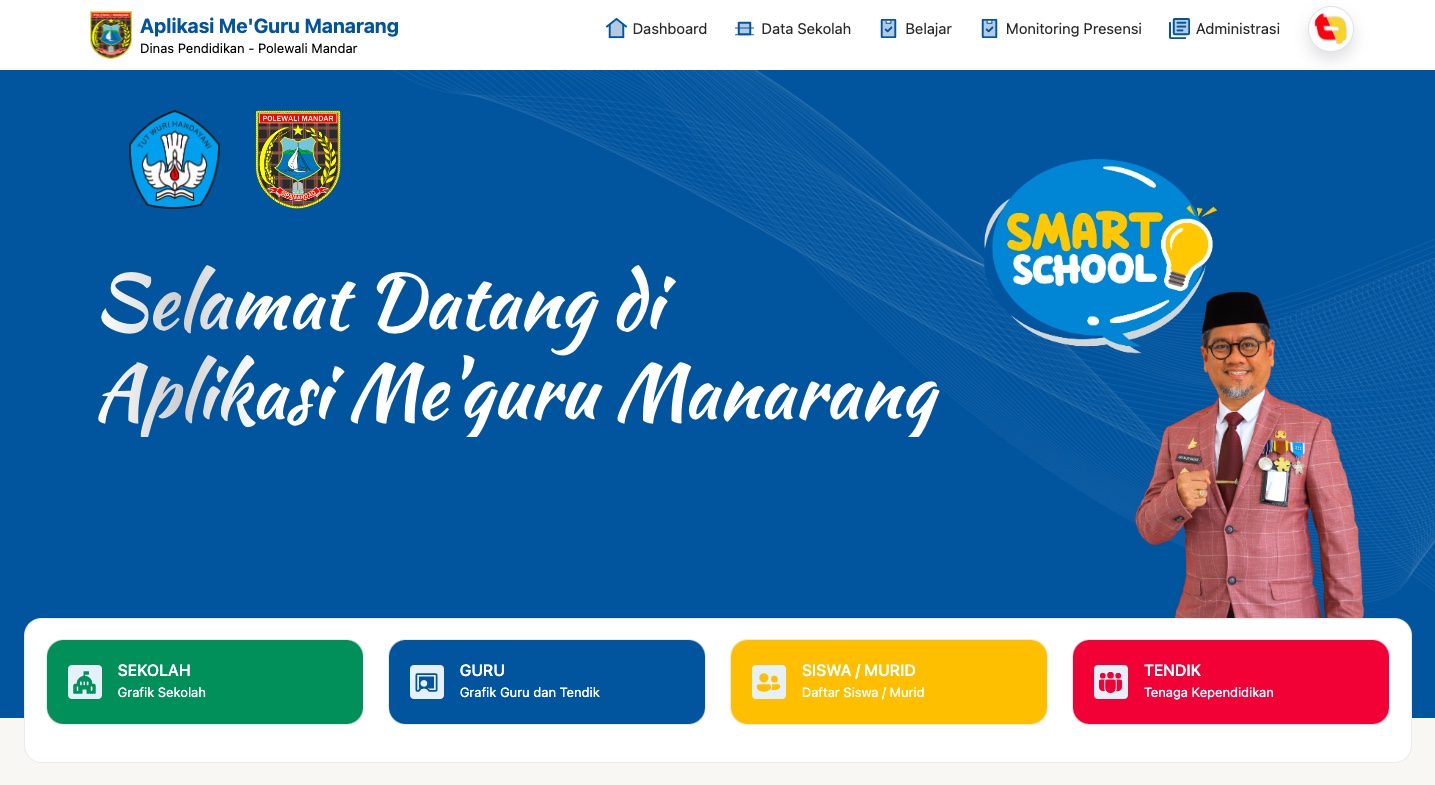 Aplikasi Me'Guru Manarang
Dinas Pendidikan - Polewali Mandar
Dashboard
Data Sekolah
Belajar
Monitoring Presensi
Administrasi
TUT WURI HANDAYANI
POLEWALI MANDAR
SMART
SCHOOL
Selamat Datang di
Aplikasi Me'guru Manarang
SEKOLAH
Grafik Sekolah
GURU
Grafik Guru dan Tendik
SISWA / MURID
Daftar Siswa / Murid
TENDIK
Tenaga Kependidikan